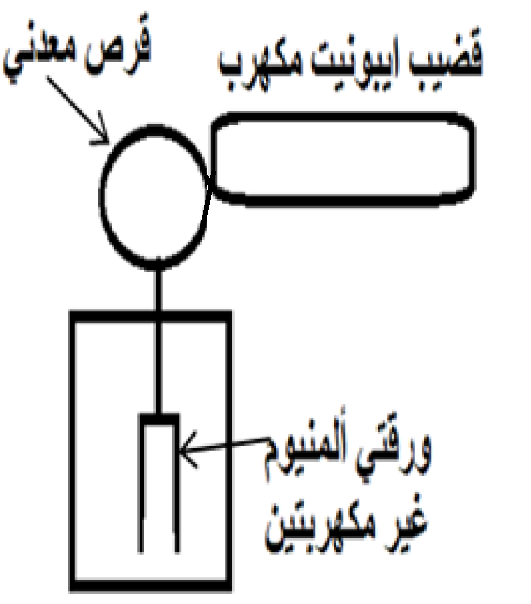 قضيب ايبونيت مكهرب
قرص معدني
ورقتي ألمنيوم
غير مكهربتين